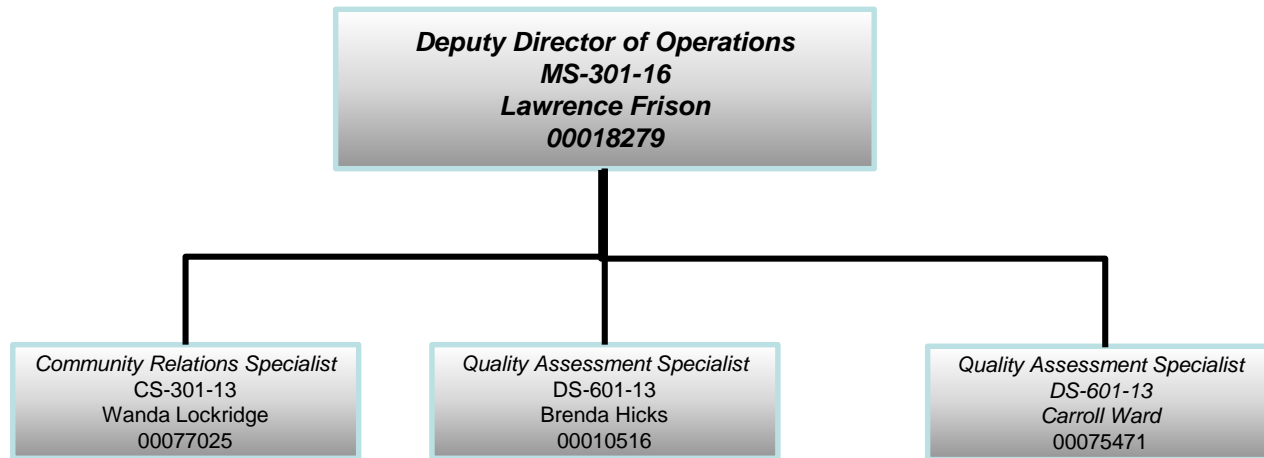 Deputy Director of Operations
MS-301-16
Lawrence Frison
00018279
Community Relations Specialist
CS-301-13
Wanda Lockridge
00077025
Quality Assessment Specialist
DS-601-13
Brenda Hicks
00010516
Quality Assessment Specialist
DS-601-13
Carroll Ward
00075471